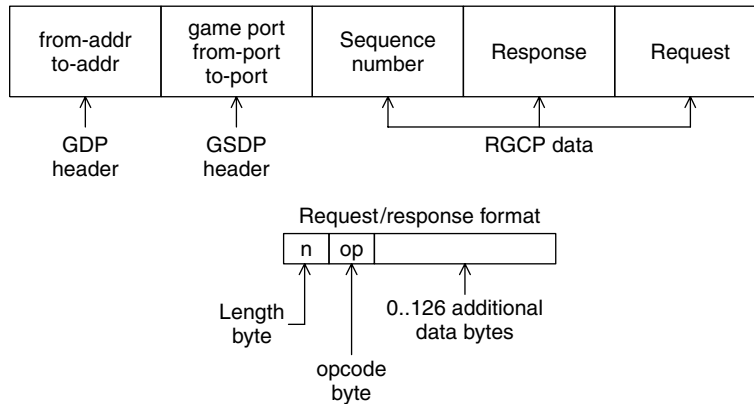 from-addr
to-addr
game port
from-port
to-port
Sequence
number
Response
Request
GDP
header
GSDP
header
RGCP data
Request/response format
n
op
Length
byte
opcode
byte
0..126 additional
data bytes